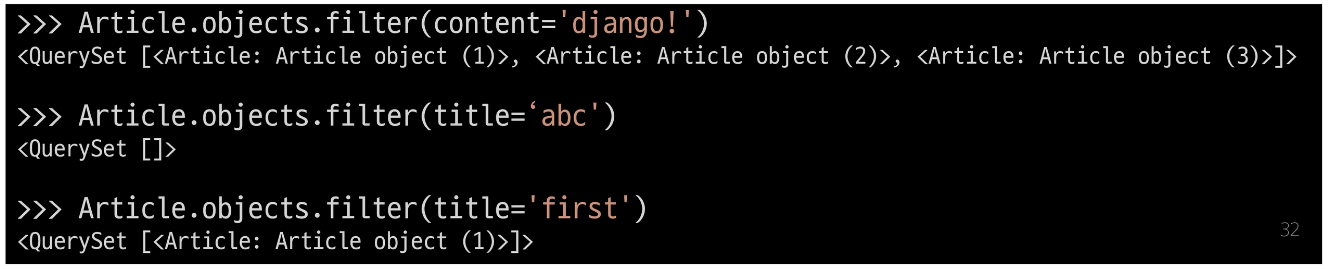 >>> Article.objects.filter(content='django!')
<QuerySet [<Article: Article object (1)>, <Article: Article object (2)>, <Article: Article object (3)>]>
>>> Article.objects.filter(title=‘abc')
<QuerySet []>
>>> Article.objects.filter(title='first')
<QuerySet [<Article: Article object (1)>]>
32